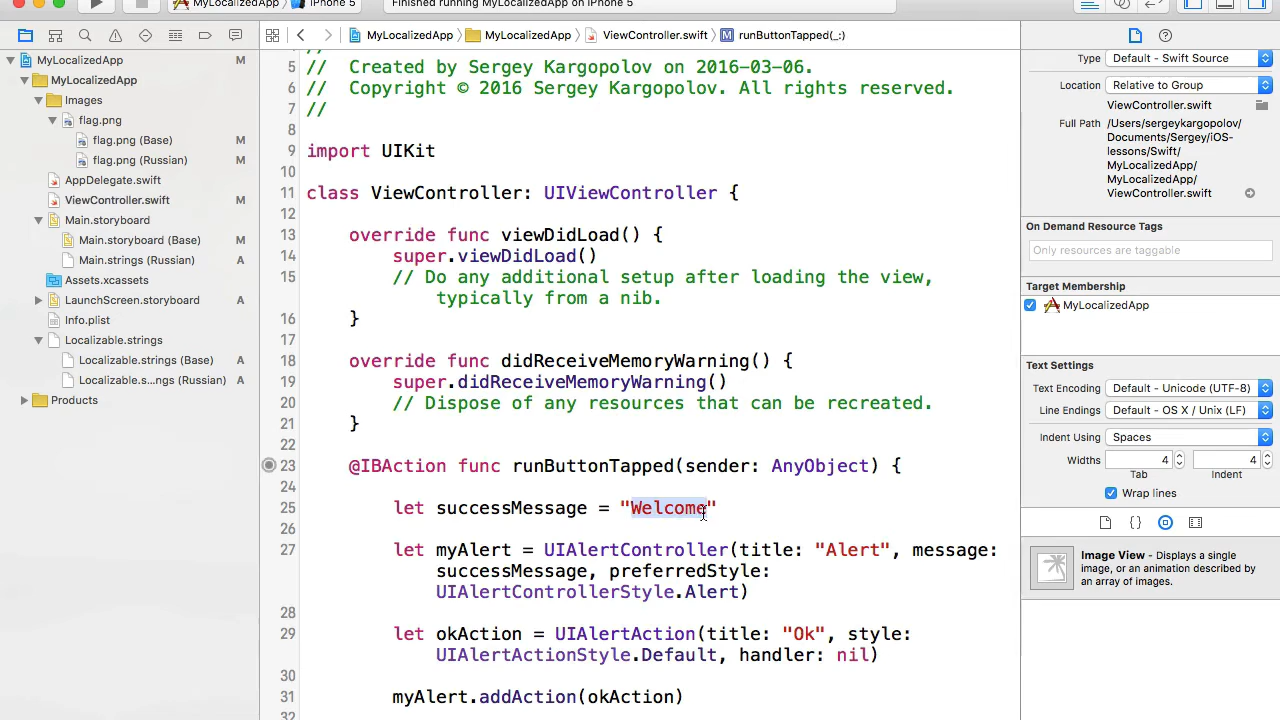 MyLocalizedApp
iPhone 5
Finished running MyLocalizedApp on iPhone 5
MyLocalizedApp
MyLocalizedApp
ViewController.swift
runButtonTapped(_:)
MyLocalizedApp M
MyLocalizedApp
Images
flag.png
flag.png (Base) M
flag.png (Russian) M
AppDelegate.swift
ViewController.swift M
Main.storyboard
Main.storyboard (Base) M
Main.strings (Russian) A
Assets.xcassets
LaunchScreen.storyboard A
Info.plist
Localizable.strings
Localizable.strings (Base) A
Localizable.s...ngs (Russian) A
Products
5 // Created by Sergey Kargopolov on 2016-03-06.
6 // Copyright © 2016 Sergey Kargopolov. All rights reserved.
7 //
8
9 import UIKit
10
11 class ViewController: UIViewController {
12
13 override func viewDidLoad() {
14 super.viewDidLoad()
15 // Do any additional setup after loading the view,
typically from a nib.
16 }
17
18 override func didReceiveMemoryWarning() {
19 super.didReceiveMemoryWarning()
20 // Dispose of any resources that can be recreated.
21 }
22
23 @IBAction func runButtonTapped(sender: AnyObject) {
24
25 let successMessage = "Welcome"
26
27 let myAlert = UIAlertController(title: "Alert", message:
successMessage, preferredStyle:
UIAlertControllerStyle.Alert)
28
29 let okAction = UIAlertAction(title: "Ok", style:
UIAlertActionStyle.Default, handler: nil)
30
31 myAlert.addAction(okAction)
32
Type Default - Swift Source
Location Relative to Group
ViewController.swift
Full Path /Users/sergeykargopolov/
Documents/Sergey/iOS-
lessons/Swift/
MyLocalizedApp/
MyLocalizedApp/
ViewController.swift
On Demand Resource Tags
Only resources are taggable
Target Membership
MyLocalizedApp
Text Settings
Text Encoding Default - Unicode (UTF-8)
Line Endings Default - OS X / Unix (LF)
Indent Using Spaces
Widths 4 4
Tab Indent
Wrap lines
Image View - Displays a single
image, or an animation described by
an array of images.